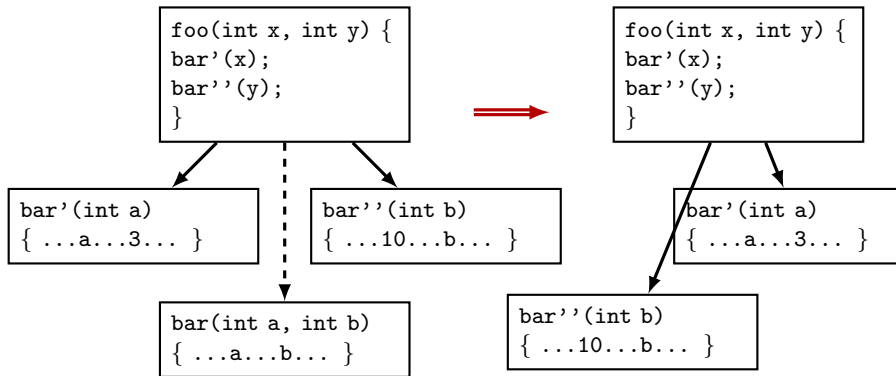 foo(int x, int y) {
bar'(x);
bar''(y);
}
bar'(int a)
{ ...a...3... }
bar''(int b)
{ ...10...b... }
bar(int a, int b)
{ ...a...b... }
foo(int x, int y) {
bar'(x);
bar''(y);
}
bar'(int a)
{ ...a...3... }
bar''(int b)
{ ...10...b... }